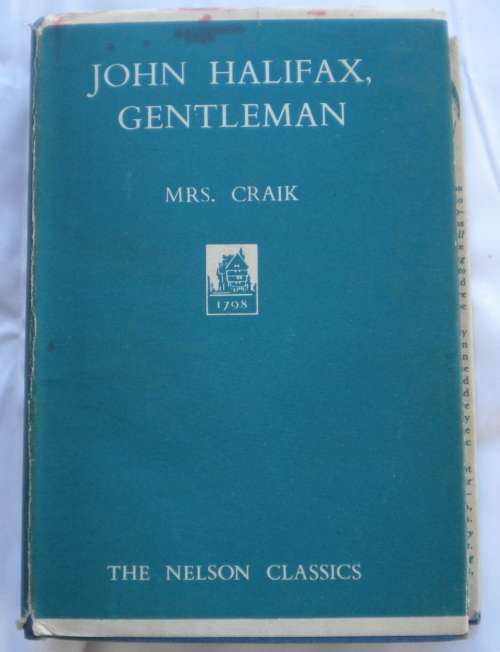 JOHN HALIFAX,
GENTLEMAN
MRS. CRAIK
1798
THE NELSON CLASSICS